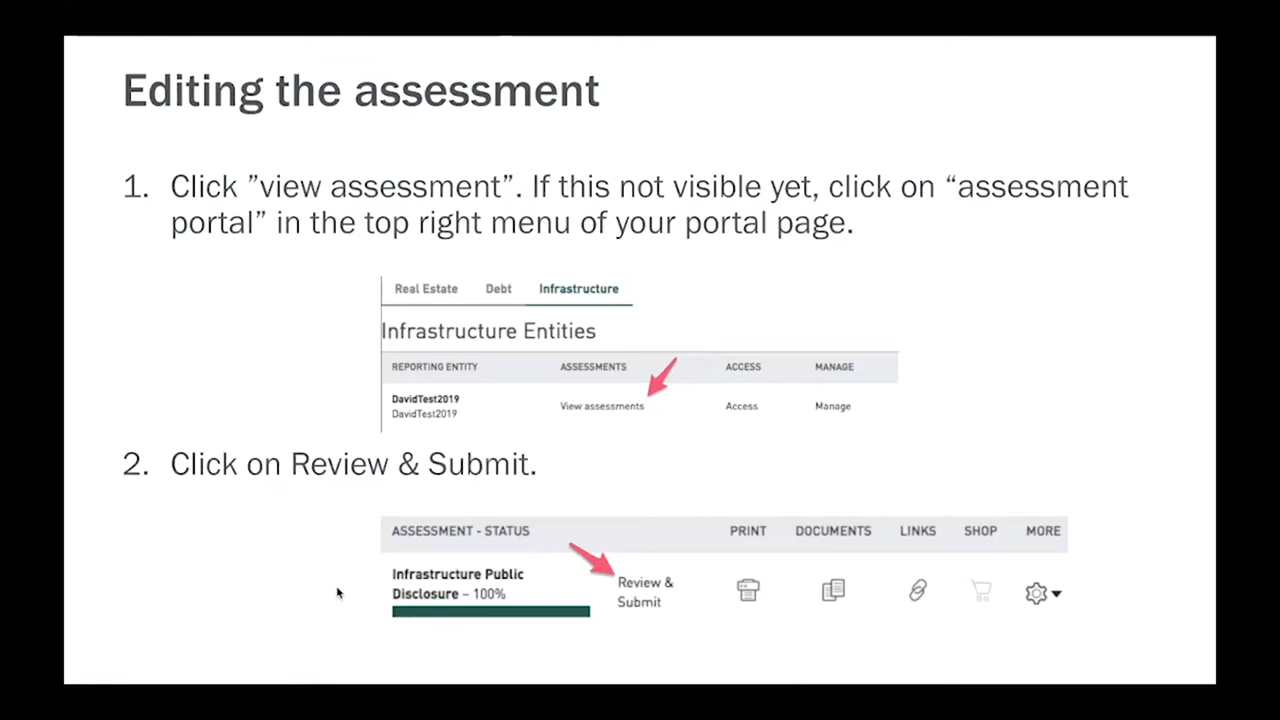 Editing the assessment
1. Click ”view assessment”. If this not visible yet, click on “assessment
portal” in the top right menu of your portal page.
Real Estate Debt Infrastructure
Infrastructure Entities
REPORTING ENTITY ASSESSMENTS ACCESS MANAGE
DavidTest2019
DavidTest2019 View assessments Access Manage
2. Click on Review & Submit.
ASSESSMENT - STATUS PRINT DOCUMENTS LINKS SHOP MORE
Infrastructure Public
Disclosure – 100%
Review &
Submit